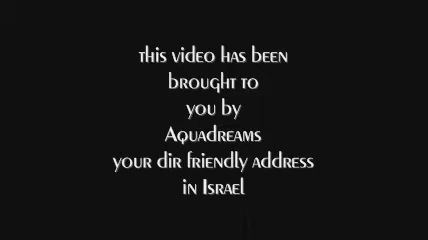 this video has been
brought to
you by
Aquadreams
your dir friendly address
in Israel